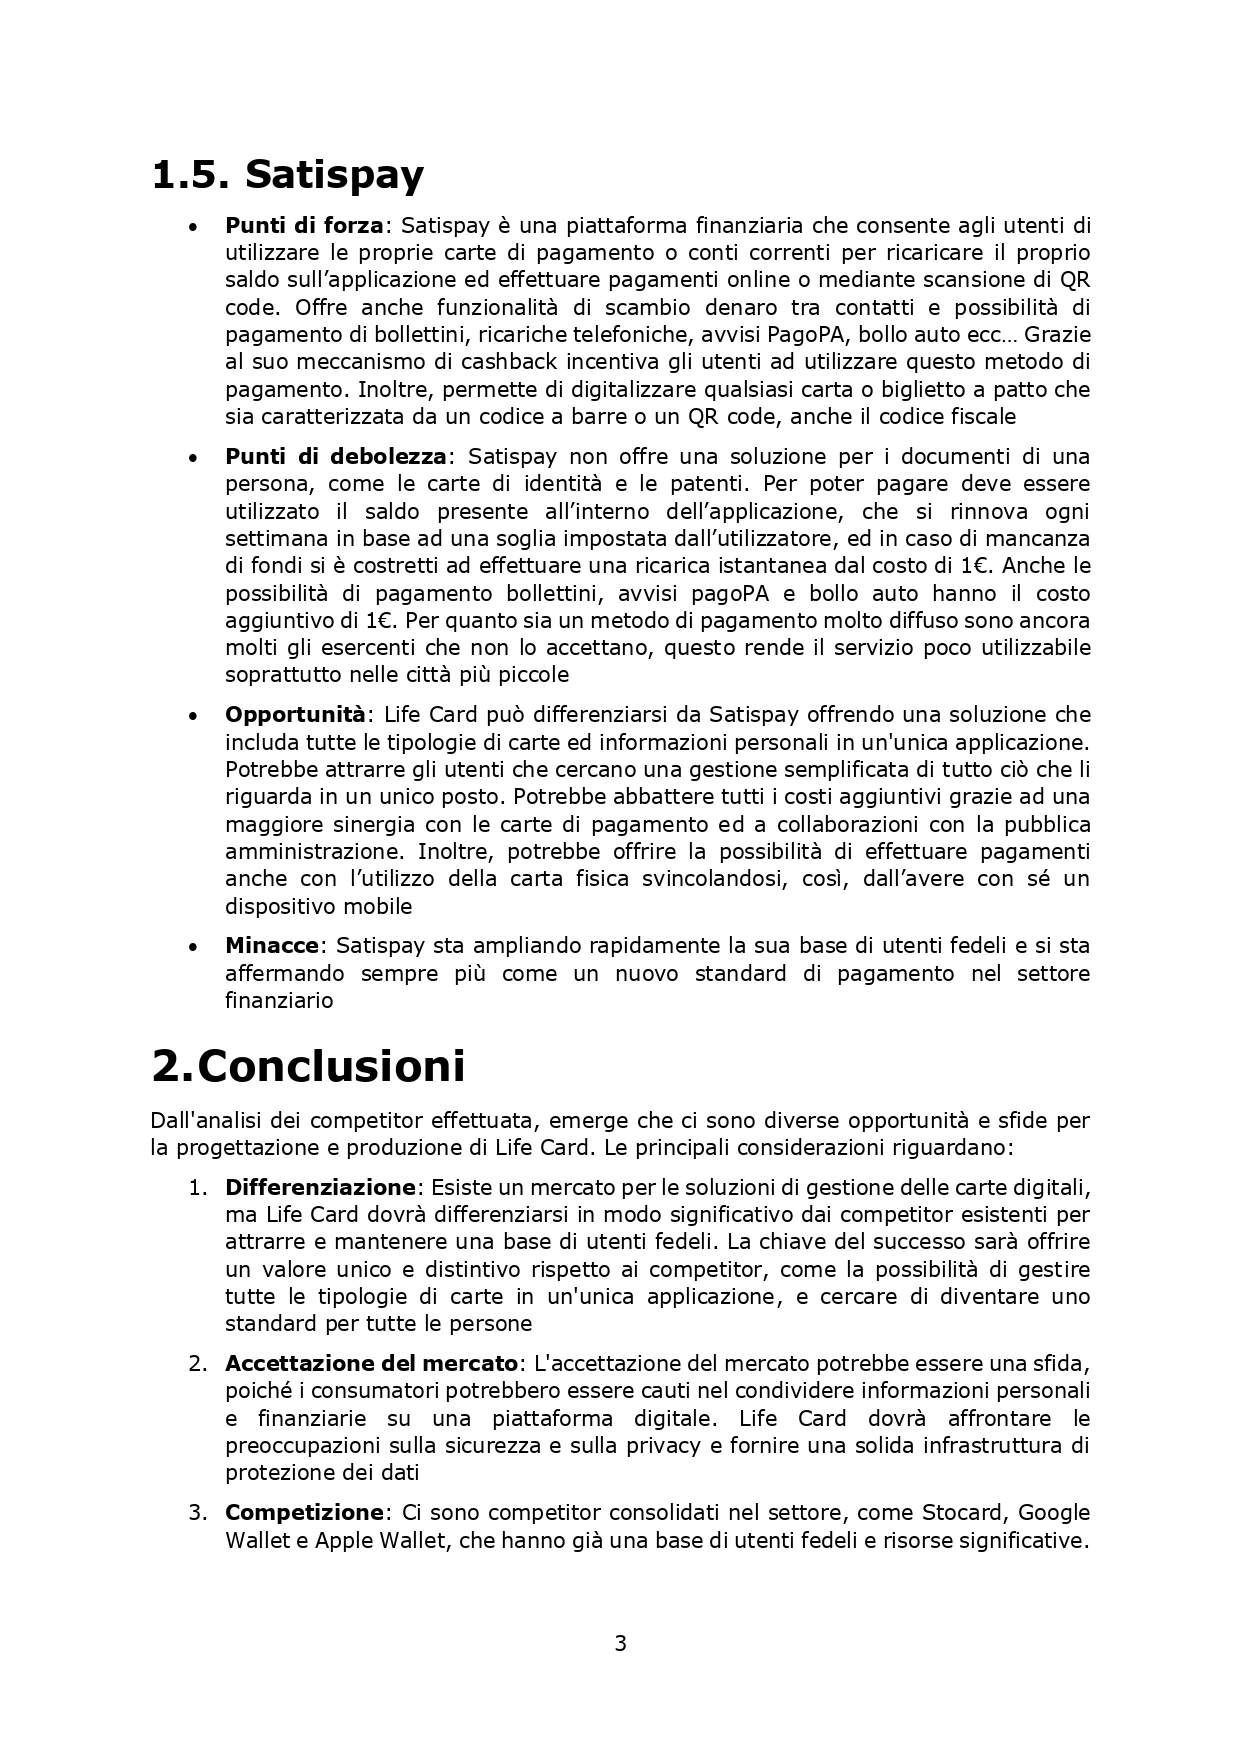 1.5. Satispay
• Punti di forza: Satispay è una piattaforma finanziaria che consente agli utenti di
utilizzare le proprie carte di pagamento o conti correnti per ricaricare il proprio
saldo sull’applicazione ed effettuare pagamenti online o mediante scansione di QR
code. Offre anche funzionalità di scambio denaro tra contatti e possibilità di
pagamento di bollettini, ricariche telefoniche, avvisi PagoPA, bollo auto ecc… Grazie
al suo meccanismo di cashback incentiva gli utenti ad utilizzare questo metodo di
pagamento. Inoltre, permette di digitalizzare qualsiasi carta o biglietto a patto che
sia caratterizzata da un codice a barre o un QR code, anche il codice fiscale
• Punti di debolezza: Satispay non offre una soluzione per i documenti di una
persona, come le carte di identità e le patenti. Per poter pagare deve essere
utilizzato il saldo presente all’interno dell’applicazione, che si rinnova ogni
settimana in base ad una soglia impostata dall’utilizzatore, ed in caso di mancanza
di fondi si è costretti ad effettuare una ricarica istantanea dal costo di 1€. Anche le
possibilità di pagamento bollettini, avvisi pagoPA e bollo auto hanno il costo
aggiuntivo di 1€. Per quanto sia un metodo di pagamento molto diffuso sono ancora
molti gli esercenti che non lo accettano, questo rende il servizio poco utilizzabile
soprattutto nelle città più piccole
• Opportunità: Life Card può differenziarsi da Satispay offrendo una soluzione che
includa tutte le tipologie di carte ed informazioni personali in un'unica applicazione.
Potrebbe attrarre gli utenti che cercano una gestione semplificata di tutto ciò che li
riguarda in un unico posto. Potrebbe abbattere tutti i costi aggiuntivi grazie ad una
maggiore sinergia con le carte di pagamento ed a collaborazioni con la pubblica
amministrazione. Inoltre, potrebbe offrire la possibilità di effettuare pagamenti
anche con l’utilizzo della carta fisica svincolandosi, così, dall’avere con sé un
dispositivo mobile
• Minacce: Satispay sta ampliando rapidamente la sua base di utenti fedeli e si sta
affermando sempre più come un nuovo standard di pagamento nel settore
finanziario
2.Conclusioni
Dall'analisi dei competitor effettuata, emerge che ci sono diverse opportunità e sfide per
la progettazione e produzione di Life Card. Le principali considerazioni riguardano:
1. Differenziazione: Esiste un mercato per le soluzioni di gestione delle carte digitali,
ma Life Card dovrà differenziarsi in modo significativo dai competitor esistenti per
attrarre e mantenere una base di utenti fedeli. La chiave del successo sarà offrire
un valore unico e distintivo rispetto ai competitor, come la possibilità di gestire
tutte le tipologie di carte in un'unica applicazione, e cercare di diventare uno
standard per tutte le persone
2. Accettazione del mercato: L'accettazione del mercato potrebbe essere una sfida,
poiché i consumatori potrebbero essere cauti nel condividere informazioni personali
e finanziarie su una piattaforma digitale. Life Card dovrà affrontare le
preoccupazioni sulla sicurezza e sulla privacy e fornire una solida infrastruttura di
protezione dei dati
3. Competizione: Ci sono competitor consolidati nel settore, come Stocard, Google
Wallet e Apple Wallet, che hanno già una base di utenti fedeli e risorse significative.
3